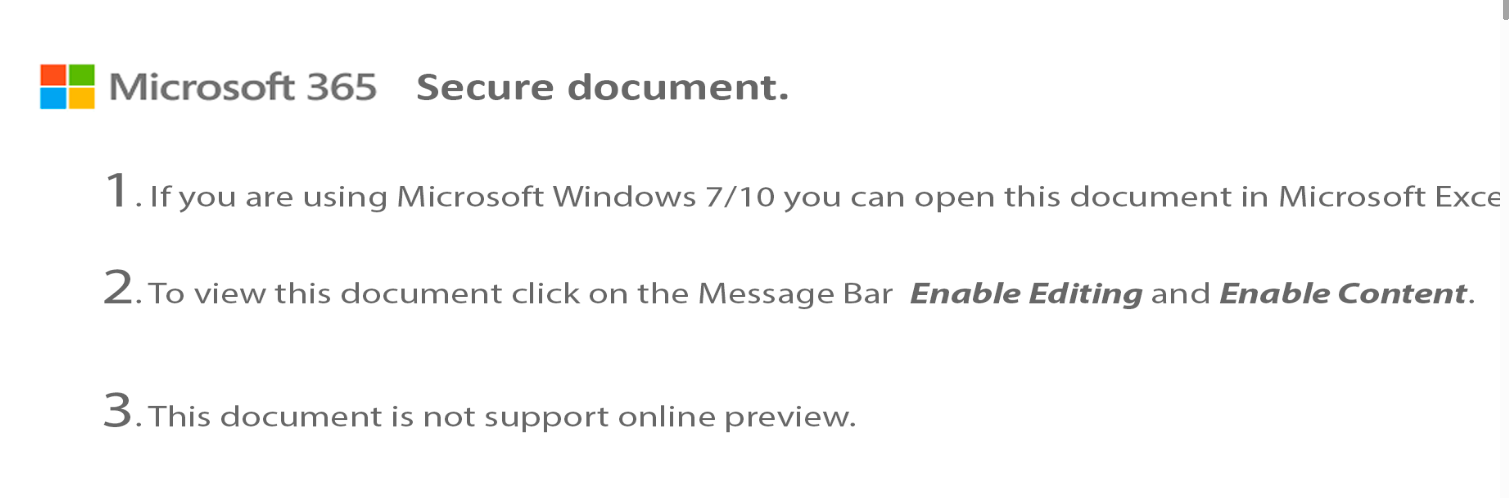 Microsoft 365 Secure document.
1. If you are using Microsoft Windows 7/10 you can open this document in Microsoft Exce
2. To view this document click on the Message Bar Enable Editing and Enable Content.
3. This document is not support online preview.